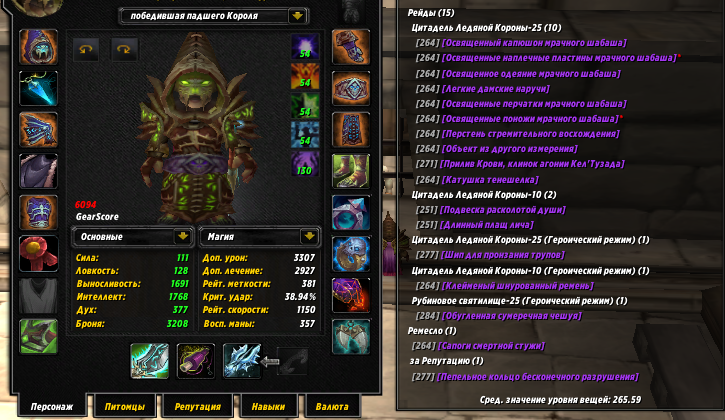 победившая падшего Короля
54
54
54
54
130
6094
GearScore
Основные
Магия
Сила: 111
Ловкость: 128
Выносливость: 1691
Интеллект: 1768
Дух: 377
Броня: 3208
Доп. урон: 3307
Доп. лечение: 2927
Рейт. меткости: 381
Крит. удар: 38.94%
Рейт. скорости: 1150
Восп. маны: 357
Персонаж
Питомцы
Репутация
Навыки
Валюта
Рейды (15)
Цитадель Ледяной Короны-25 (10)
[264] [Освященный капюшон мрачного шабаша]
[264] [Освященные наплечные пластины мрачного шабаша]*
[264] [Освященное одеяние мрачного шабаша]
[264] [Легкие дамские наручи]
[264] [Освященные перчатки мрачного шабаша]
[264] [Освященные поножи мрачного шабаша]*
[264] [Перстень стремительного восхождения]
[264] [Объект из другого измерения]
[271] [Прилив Крови, клинок агонии Кел'Тузада]
[264] [Катушка тенешелка]
Цитадель Ледяной Короны-10 (2)
[251] [Подвеска расколотой души]
[251] [Длинный плащ лича]
Цитадель Ледяной Короны-25 (Героический режим) (1)
[277] [Шип для пронзания трупов]
Цитадель Ледяной Короны-10 (Героический режим) (1)
[264] [Клейменый шнурованный ремень]
Рубиновое святилище-25 (Героический режим) (1)
[284] [Обугленная сумеречная чешуя]
Ремесло (1)
[264] [Сапоги смертной стужи]
за Репутацию (1)
[277] [Пепельное кольцо бесконечного разрушения]
Сред. значение уровня вещей: 265.59